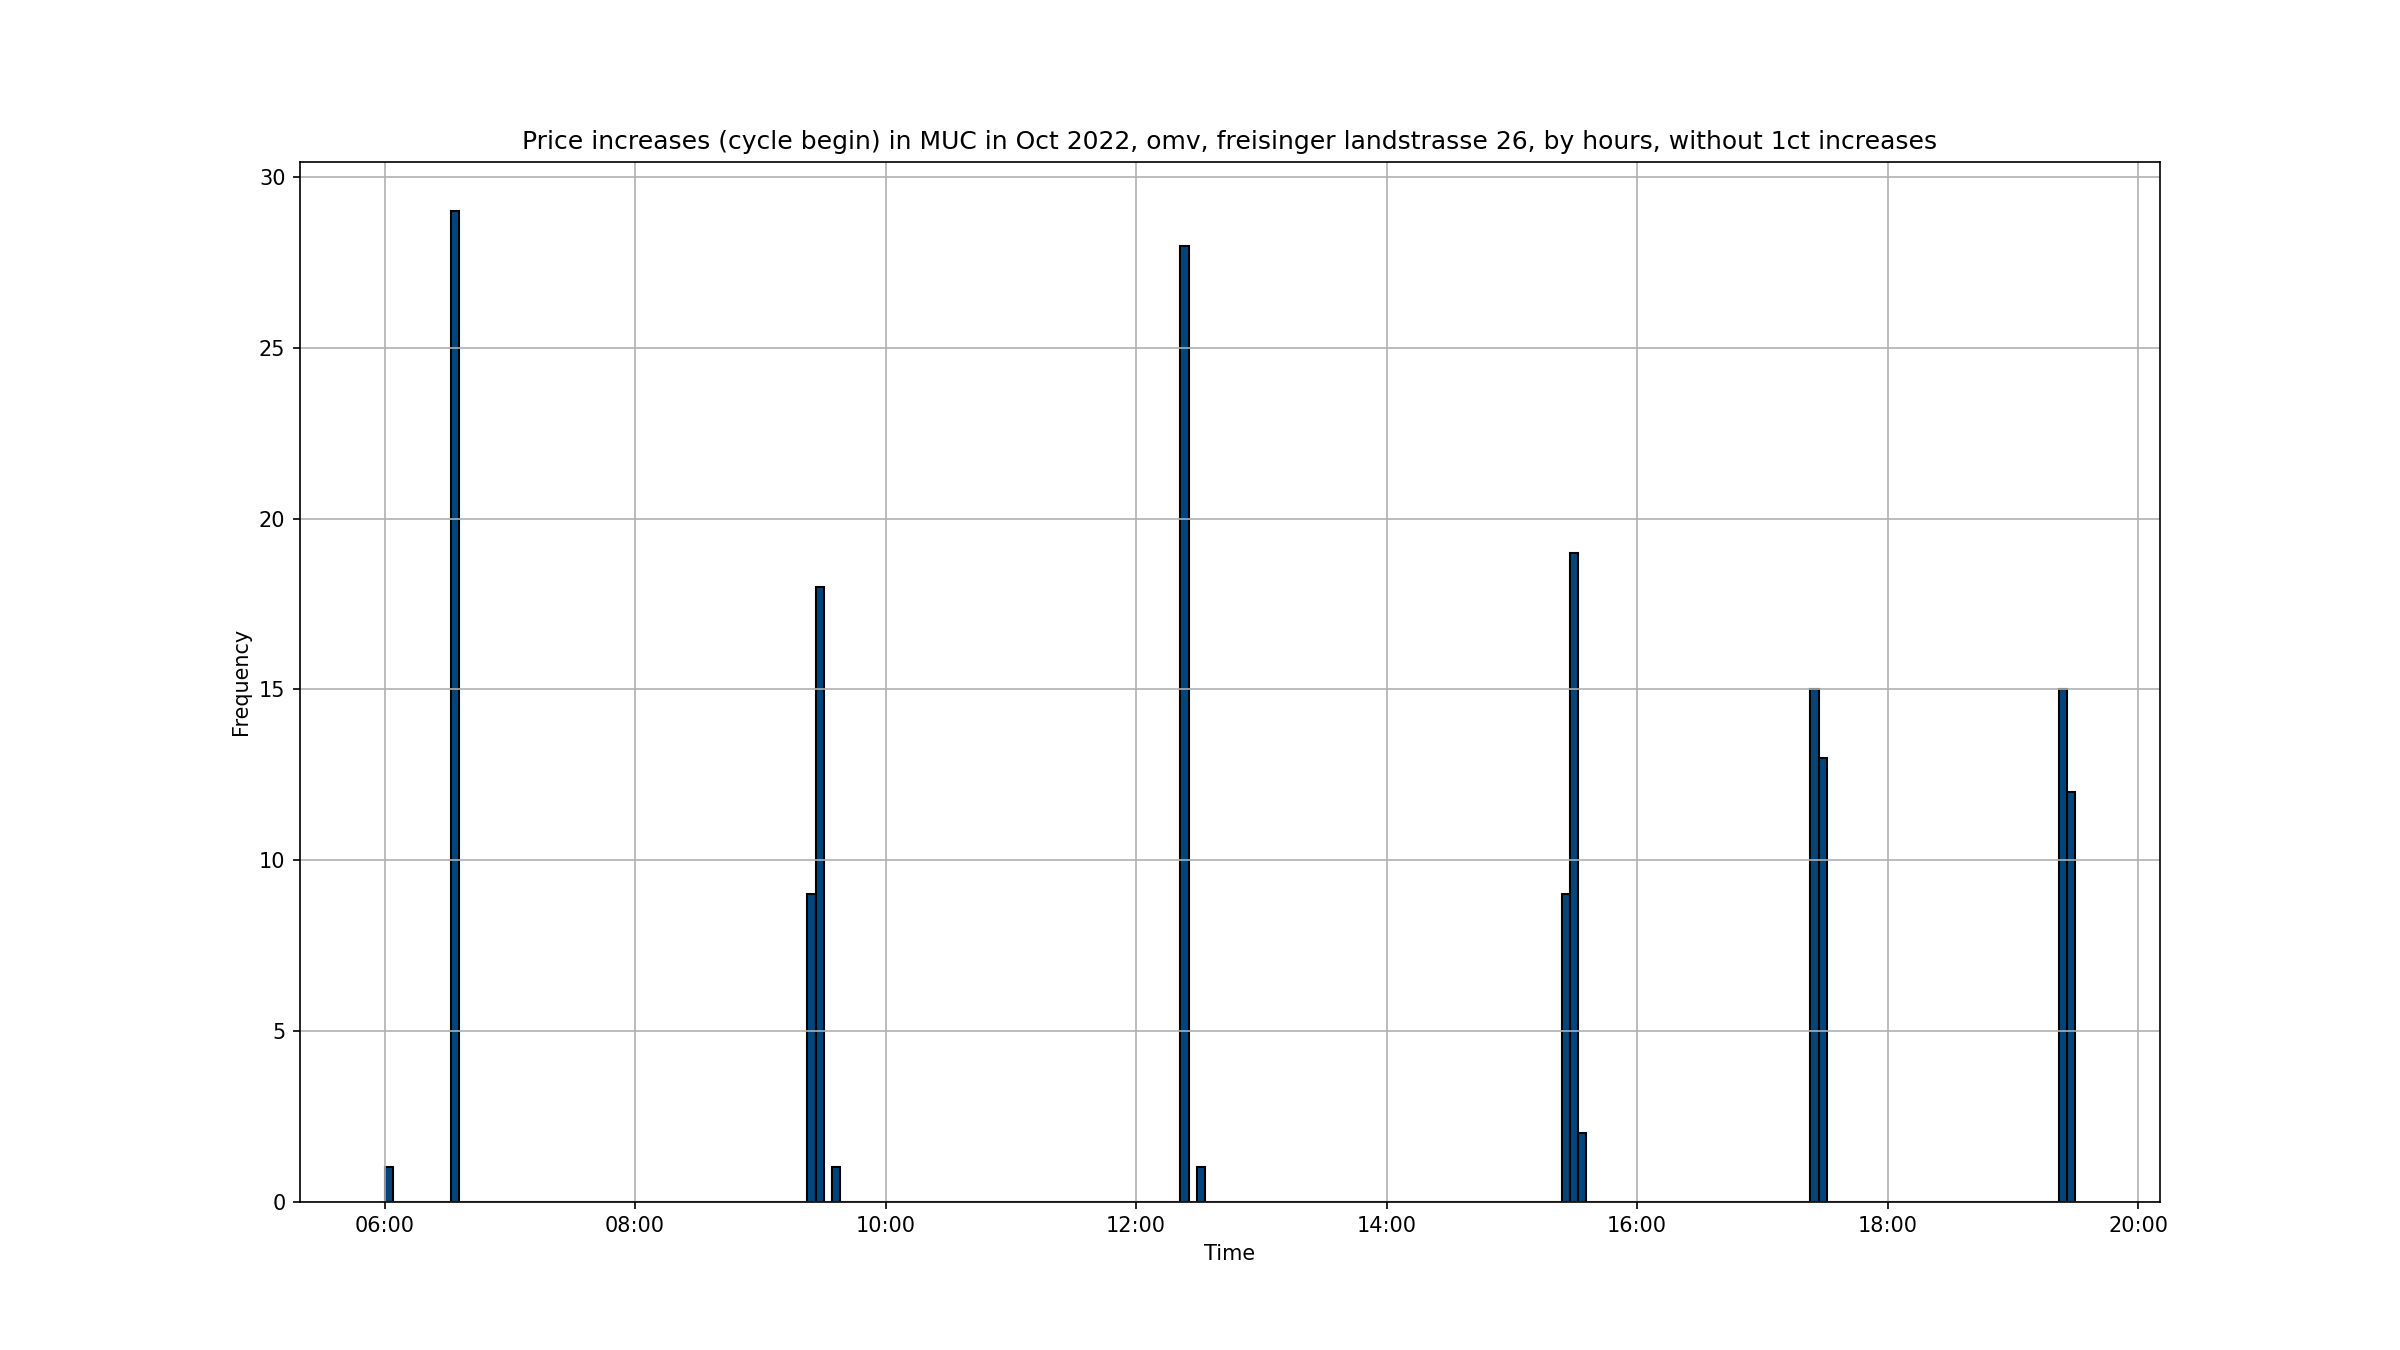 Price increases (cycle begin) in MUC in Oct 2022, omv, freisinger landstrasse 26, by hours, without 1ct increases
30
25
20
15
10
5
0
Frequency
06:00 08:00 10:00 12:00 14:00 16:00 18:00 20:00
Time